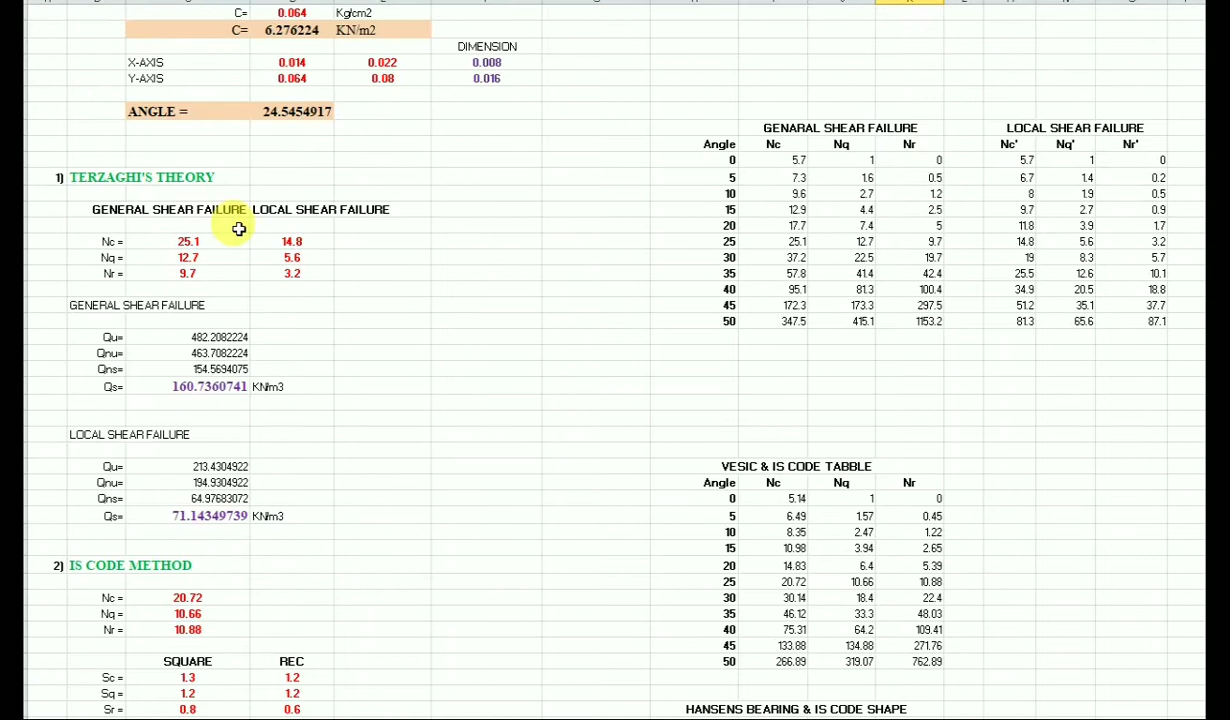 C= 0.064 Kg/cm2
C= 6.276224 KN/m2
DIMENSION
X-AXIS 0.014 0.022 0.008
Y-AXIS 0.064 0.08 0.016
ANGLE = 24.5454917
1) TERZAGHI'S THEORY
GENERAL SHEAR FAILURE LOCAL SHEAR FAILURE
Nc = 25.1 14.8
Nq = 12.7 5.6
Nr = 9.7 3.2
GENERAL SHEAR FAILURE
Qu= 482.2082224
Qnu= 463.7082224
Qns= 154.5694075
Qs= 160.7360741 KN/m3
LOCAL SHEAR FAILURE
Qu= 213.4304922
Qnu= 194.9304922
Qns= 64.97683072
Qs= 71.14349739 KN/m3
2) IS CODE METHOD
Nc = 20.72
Nq = 10.66
Nr = 10.88
SQUARE REC
Sc = 1.3 1.2
Sq = 1.2 1.2
Sr = 0.8 0.6
GENARAL SHEAR FAILURE LOCAL SHEAR FAILURE
Angle Nc Nq Nr Nc' Nq' Nr'
0 5.7 1 0 5.7 1 0
5 7.3 1.6 0.5 6.7 1.4 0.2
10 9.6 2.7 1.2 8 1.9 0.5
15 12.9 4.4 2.5 9.7 2.7 0.9
20 17.7 7.4 5 11.8 3.9 1.7
25 25.1 12.7 9.7 14.8 5.6 3.2
30 37.2 22.5 19.7 19 8.3 5.7
35 57.8 41.4 42.4 25.5 12.6 10.1
40 95.1 81.3 100.4 34.9 20.5 18.8
45 172.3 173.3 297.5 51.2 35.1 37.7
50 347.5 415.1 1153.2 81.3 65.6 87.1
VESIC & IS CODE TABBLE
Angle Nc Nq Nr
0 5.14 1 0
5 6.49 1.57 0.45
10 8.35 2.47 1.22
15 10.98 3.94 2.65
20 14.83 6.4 5.39
25 20.72 10.66 10.88
30 30.14 18.4 22.4
35 46.12 33.3 48.03
40 75.31 64.2 109.41
45 133.88 134.88 271.76
50 266.89 319.07 762.89
HANSENS BEARING & IS CODE SHAPE